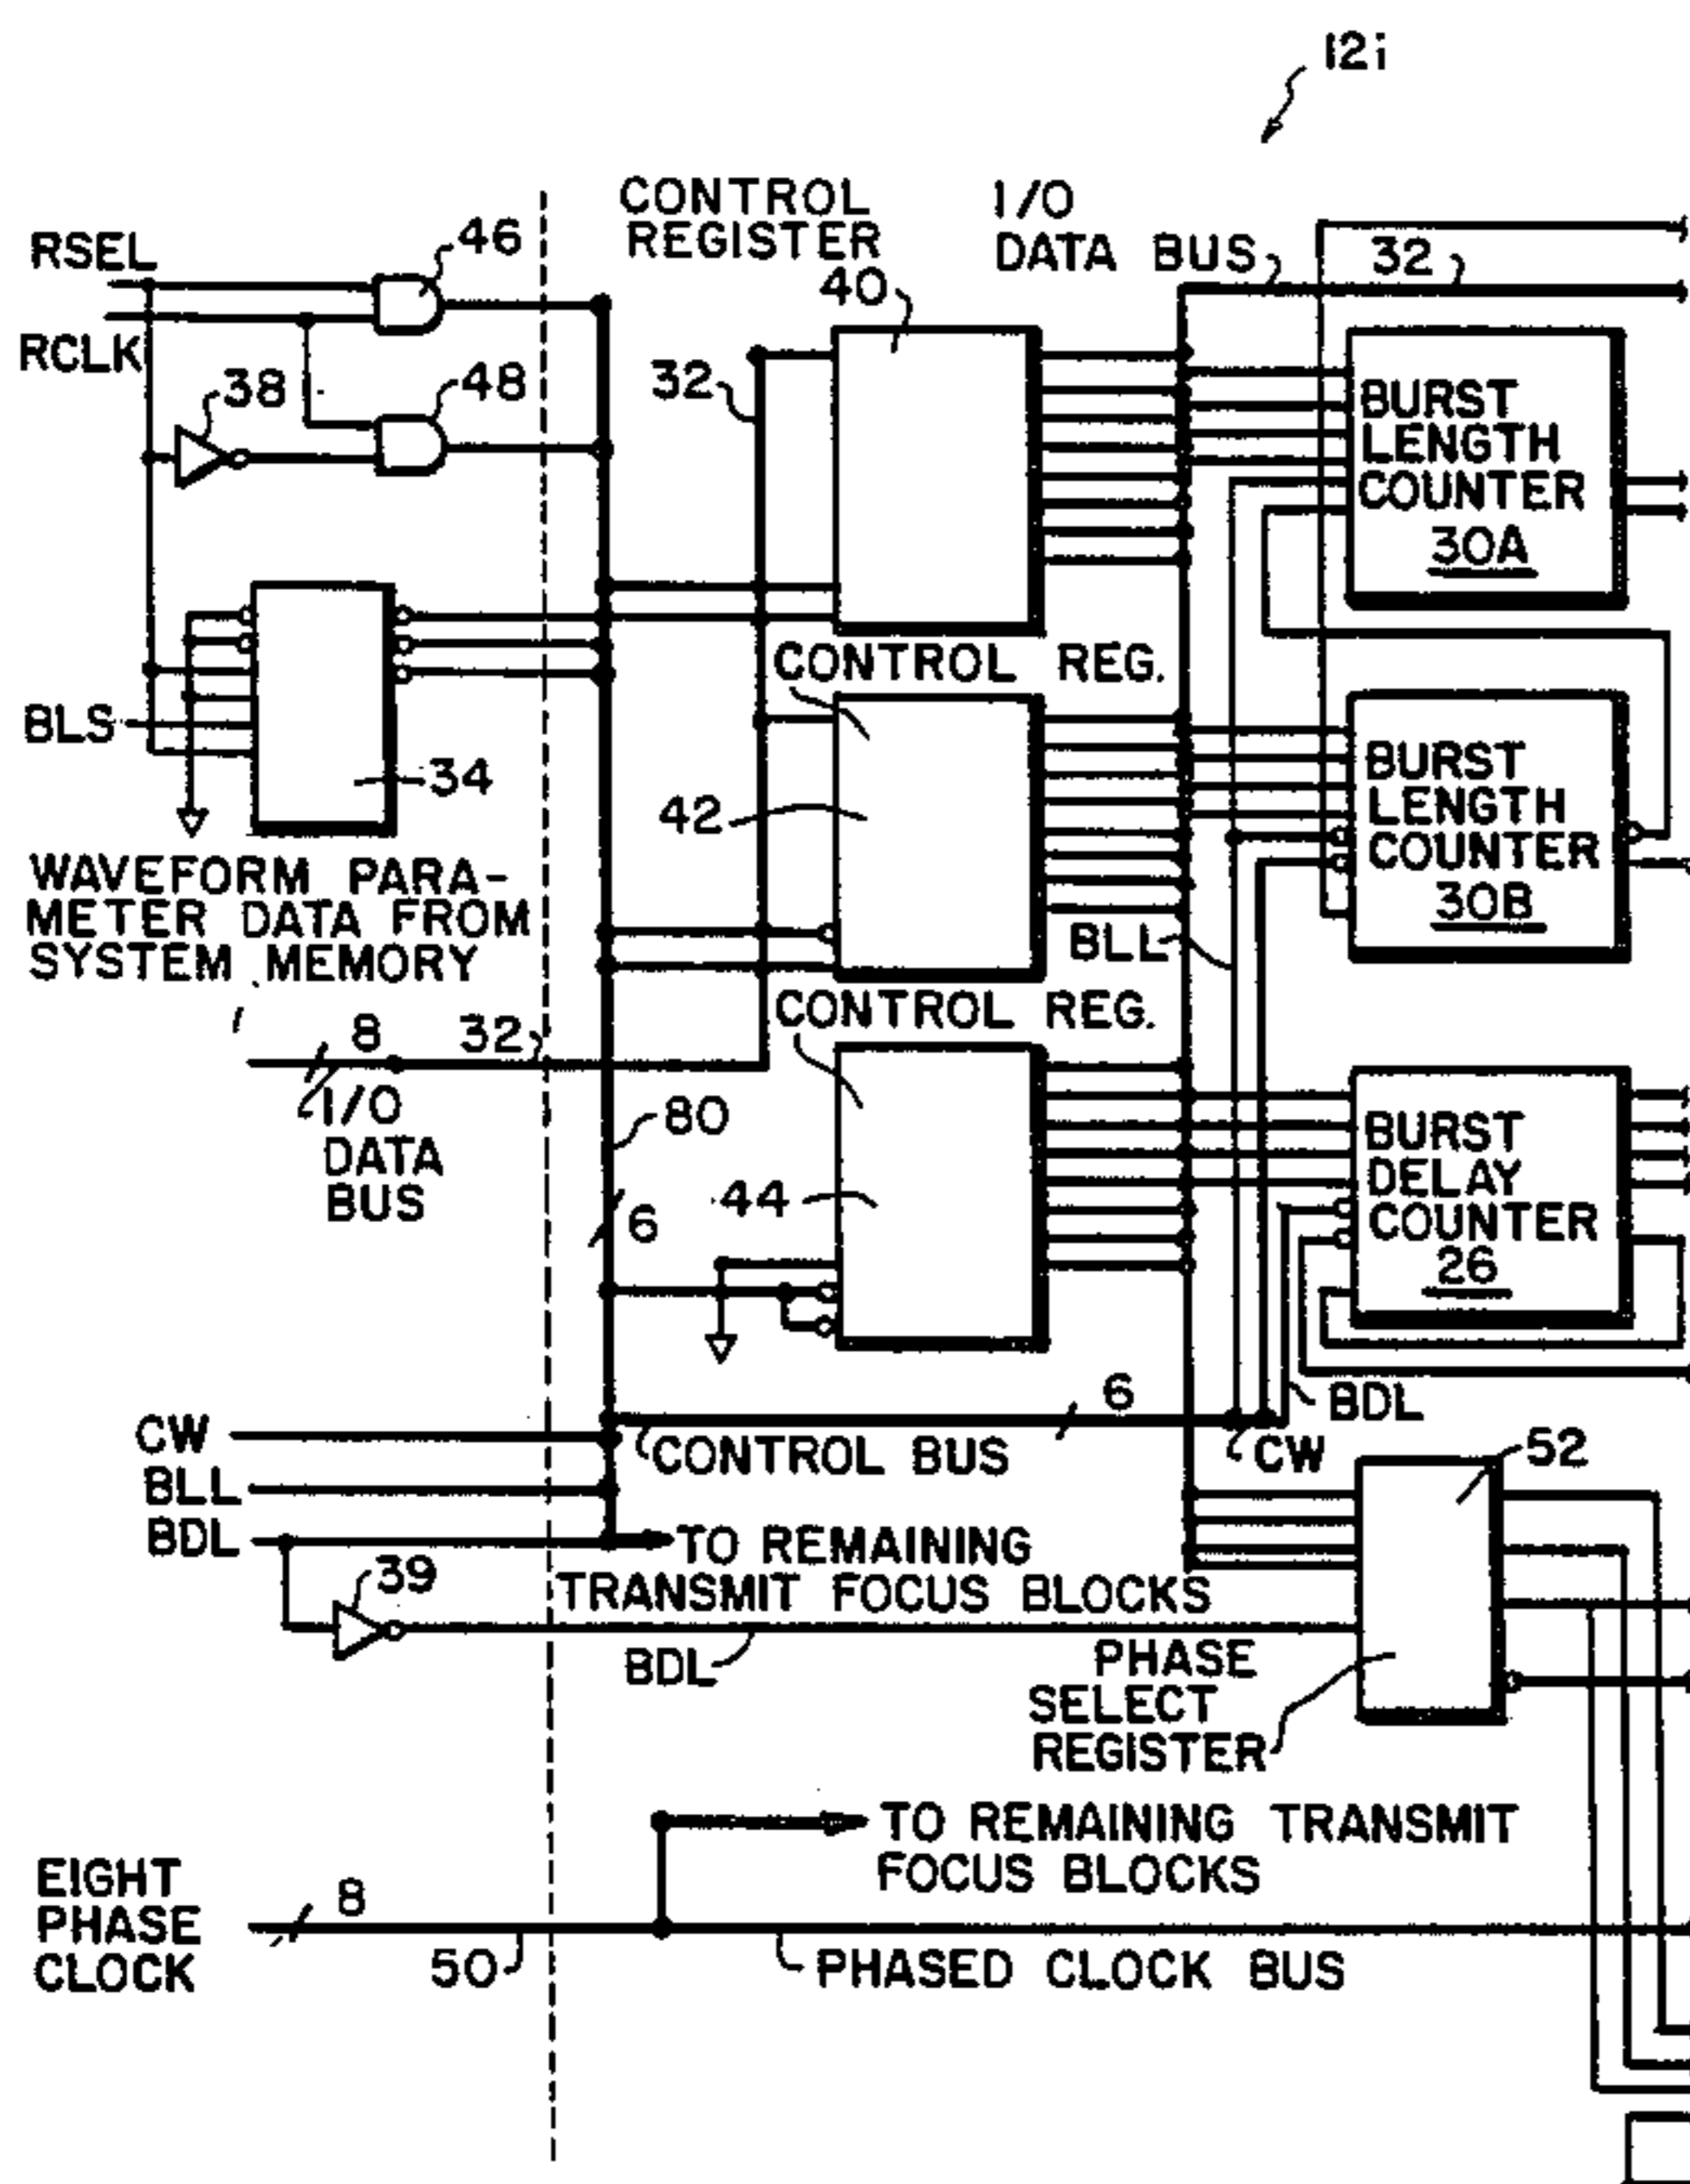 12i
CONTROL
REGISTER
40
I/O
DATA BUS
32
RSEL
46
RCLK
38
48
32
BURST
LENGTH
COUNTER
30A
CONTROL REG.
BLS
34
42
BURST
LENGTH
COUNTER
30B
WAVEFORM PARA-
METER DATA FROM
SYSTEM MEMORY
BLL
CONTROL REG.
8
32
I/O
DATA
BUS
80
6
44
BURST
DELAY
COUNTER
26
6
BDL
CW
CONTROL BUS
CW
52
BLL
BDL
TO REMAINING
TRANSMIT FOCUS BLOCKS
39
BDL
PHASE
SELECT
REGISTER
TO REMAINING TRANSMIT
FOCUS BLOCKS
EIGHT
PHASE
CLOCK
8
50
PHASED CLOCK BUS